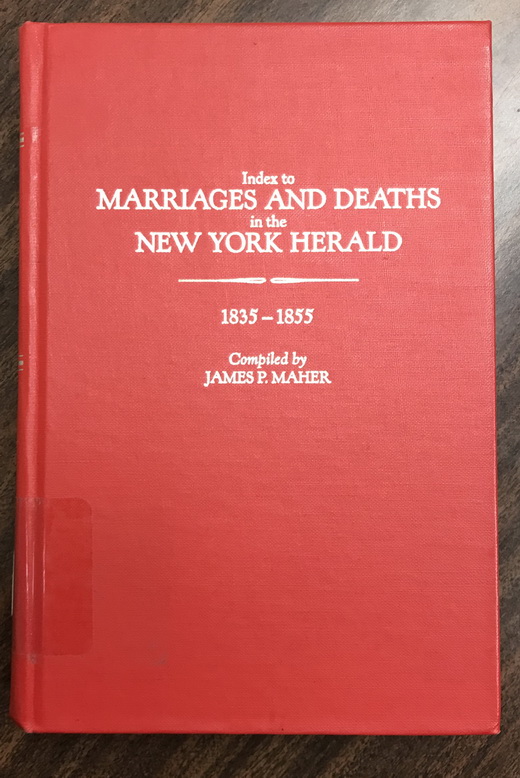 Index to
MARRIAGES AND DEATHS
in the
NEW YORK HERALD
1835 – 1855
Compiled by
JAMES P. MAHER